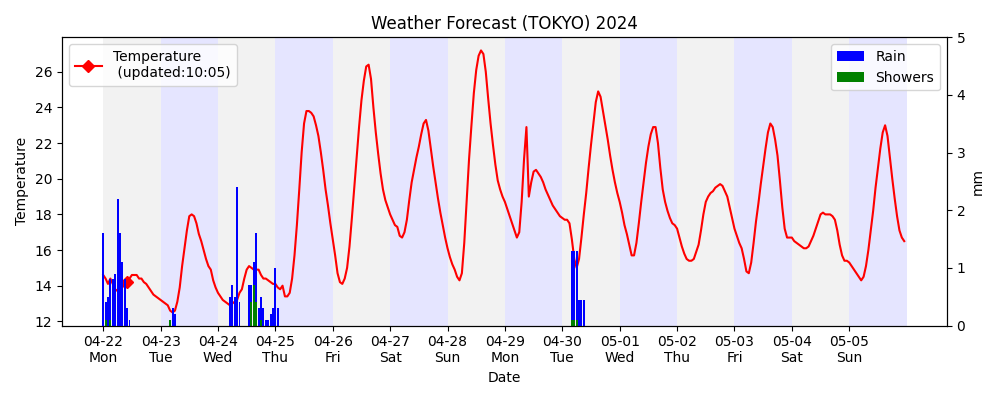 Weather Forecast (TOKYO) 2024
Temperature
(updated:10:05)
Rain
Showers
Temperature
26
24
22
20
18
16
14
12
5
4
3
2
1
0
mm
04-22 04-23 04-24 04-25 04-26 04-27 04-28 04-29 04-30 05-01 05-02 05-03 05-04 05-05
Mon Tue Wed Thu Fri Sat Sun Mon Tue Wed Thu Fri Sat Sun
Date